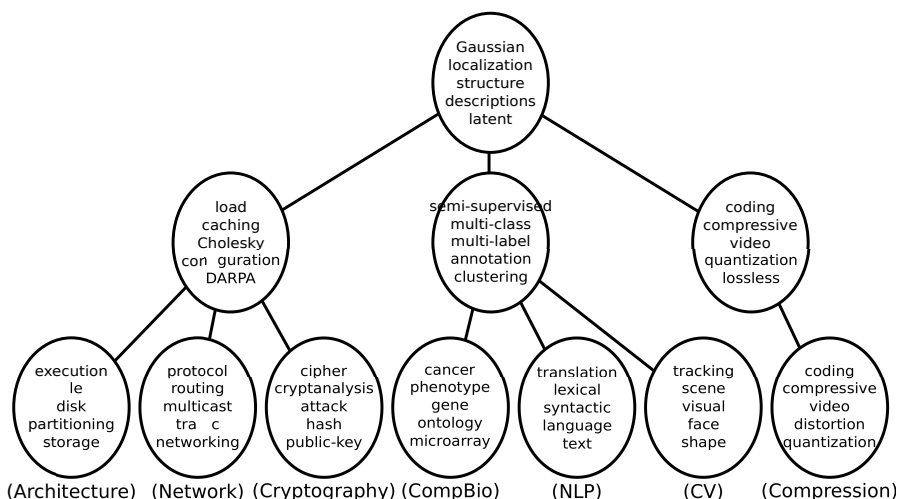 Gaussian
localization
structure
descriptions
latent
load
caching
Cholesky
con guration
DARPA
semi-supervised
multi-class
multi-label
annotation
clustering
coding
compressive
video
quantization
lossless
execution
le
disk
partitioning
storage
protocol
routing
multicast
tra c
networking
cipher
cryptanalysis
attack
hash
public-key
cancer
phenotype
gene
ontology
microarray
translation
lexical
syntactic
language
text
tracking
scene
visual
face
shape
coding
compressive
video
distortion
quantization
(Architecture) (Network) (Cryptography) (CompBio) (NLP) (CV) (Compression)